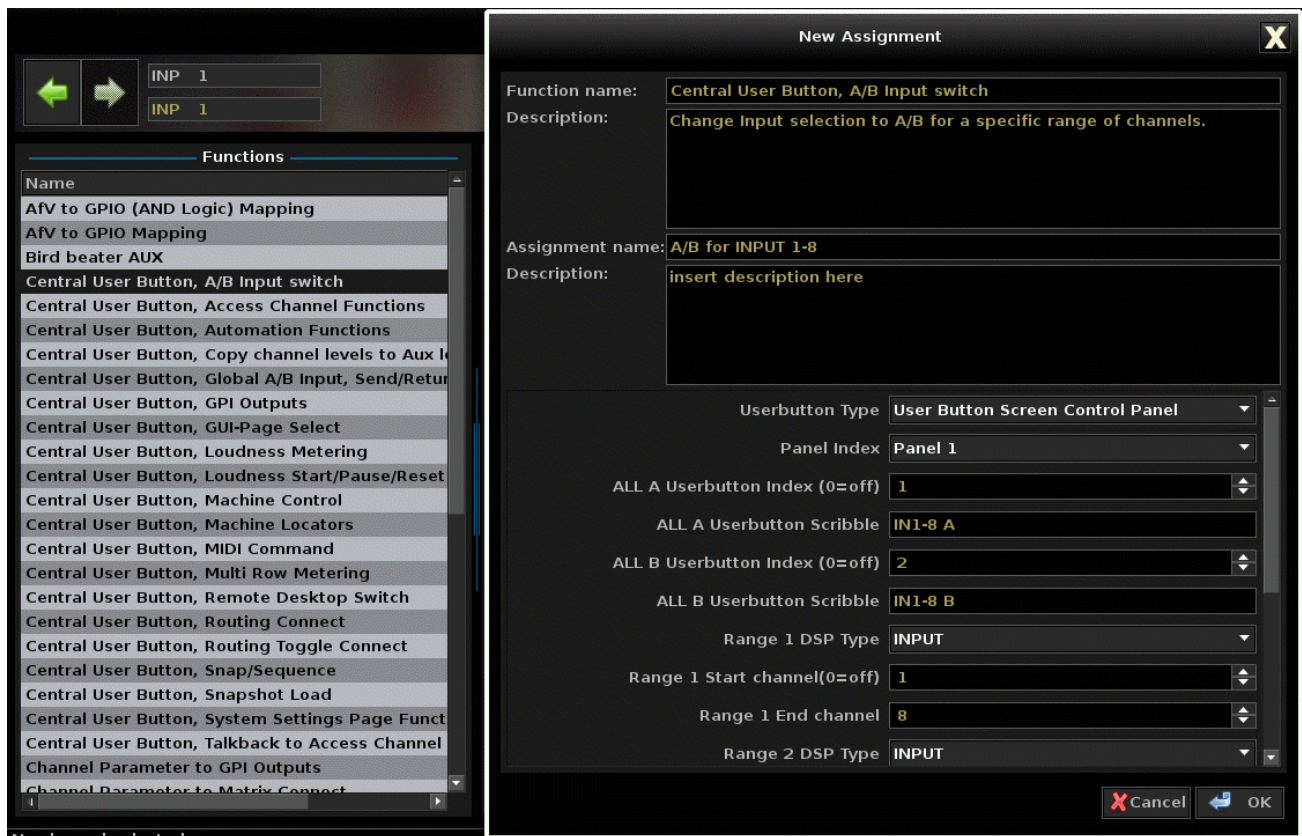 INP 1
INP 1
Functions
Name
AfV to GPIO (AND Logic) Mapping
AfV to GPIO Mapping
Bird beater AUX
Central User Button, A/B Input switch
Central User Button, Access Channel Functions
Central User Button, Automation Functions
Central User Button, Copy channel levels to Aux l
Central User Button, Global A/B Input, Send/Retur
Central User Button, GPI Outputs
Central User Button, GUI-Page Select
Central User Button, Loudness Metering
Central User Button, Loudness Start/Pause/Reset
Central User Button, Machine Control
Central User Button, Machine Locators
Central User Button, MIDI Command
Central User Button, Multi Row Metering
Central User Button, Remote Desktop Switch
Central User Button, Routing Connect
Central User Button, Routing Toggle Connect
Central User Button, Snap/Sequence
Central User Button, Snapshot Load
Central User Button, System Settings Page Funct
Central User Button, Talkback to Access Channel
Channel Parameter to GPI Outputs
Channel Parameter to Matrix Connect
New Assignment
X
Function name: Central User Button, A/B Input switch
Description: Change Input selection to A/B for a specific range of channels.
Assignment name: A/B for INPUT 1-8
Description: insert description here
Userbutton Type User Button Screen Control Panel
Panel Index Panel 1
ALL A Userbutton Index (0=off) 1
ALL A Userbutton Scribble IN1-8 A
ALL B Userbutton Index (0=off) 2
ALL B Userbutton Scribble IN1-8 B
Range 1 DSP Type INPUT
Range 1 Start channel(0=off) 1
Range 1 End channel 8
Range 2 DSP Type INPUT
Cancel OK